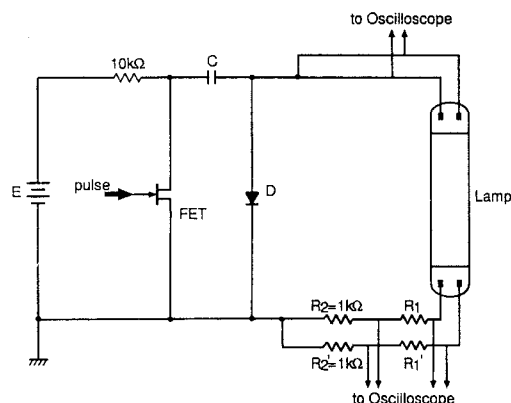 to Oscilloscope
10kΩ
C
E
pulse
FET
D
Lamp
R2=1kΩ
R1
R2'=1kΩ
R1'
to Oscilloscope